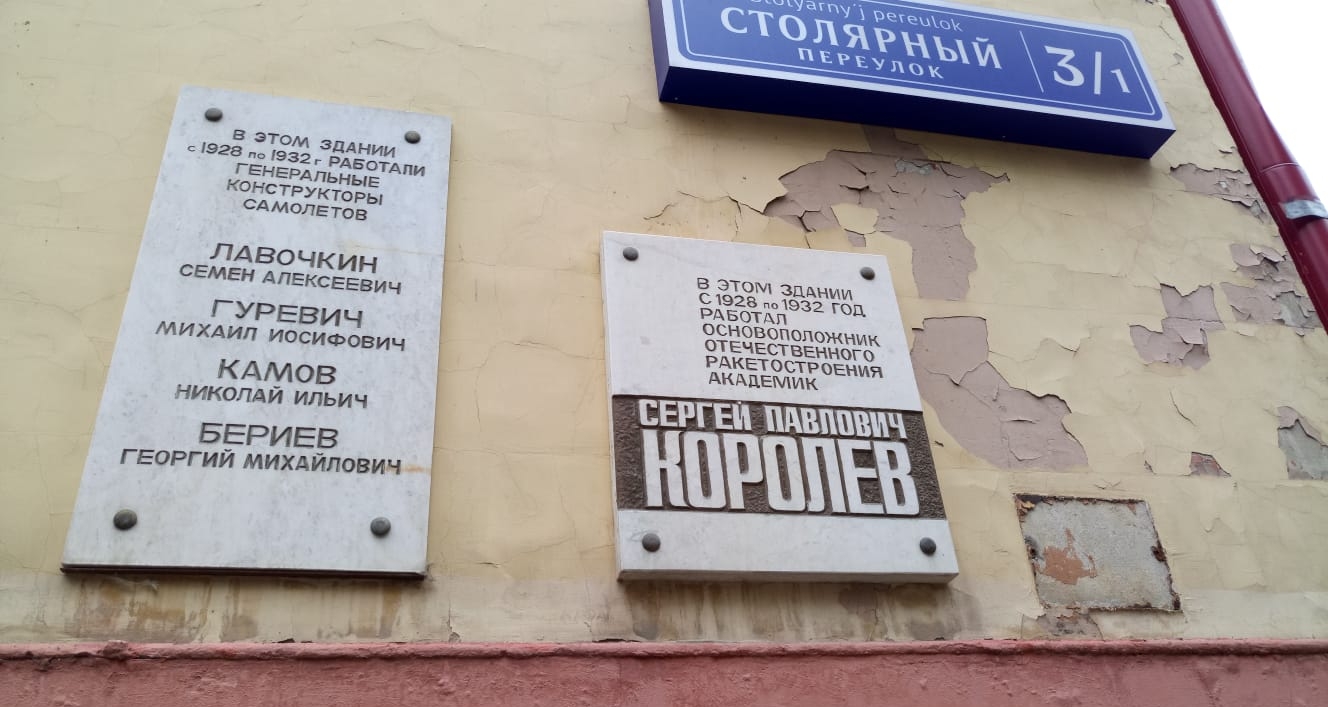 Stolyarny'j pereulok
СТОЛЯРНЫЙ
ПЕРЕУЛОК
3/1
В ЭТОМ ЗДАНИИ
с 1928 по 1932 г РАБОТАЛИ
ГЕНЕРАЛЬНЫЕ
КОНСТРУКТОРЫ
САМОЛЕТОВ
ЛАВОЧКИН
СЕМЕН АЛЕКСЕЕВИЧ
ГУРЕВИЧ
МИХАИЛ ИОСИФОВИЧ
КАМОВ
НИКОЛАЙ ИЛЬИЧ
БЕРИЕВ
ГЕОРГИЙ МИХАЙЛОВИЧ
В ЭТОМ ЗДАНИИ
С 1928 по 1932 ГОД
РАБОТАЛ
ОСНОВОПОЛОЖНИК
ОТЕЧЕСТВЕННОГО
РАКЕТОСТРОЕНИЯ
АКАДЕМИК
СЕРГЕЙ ПАВЛОВИЧ
КОРОЛЕВ